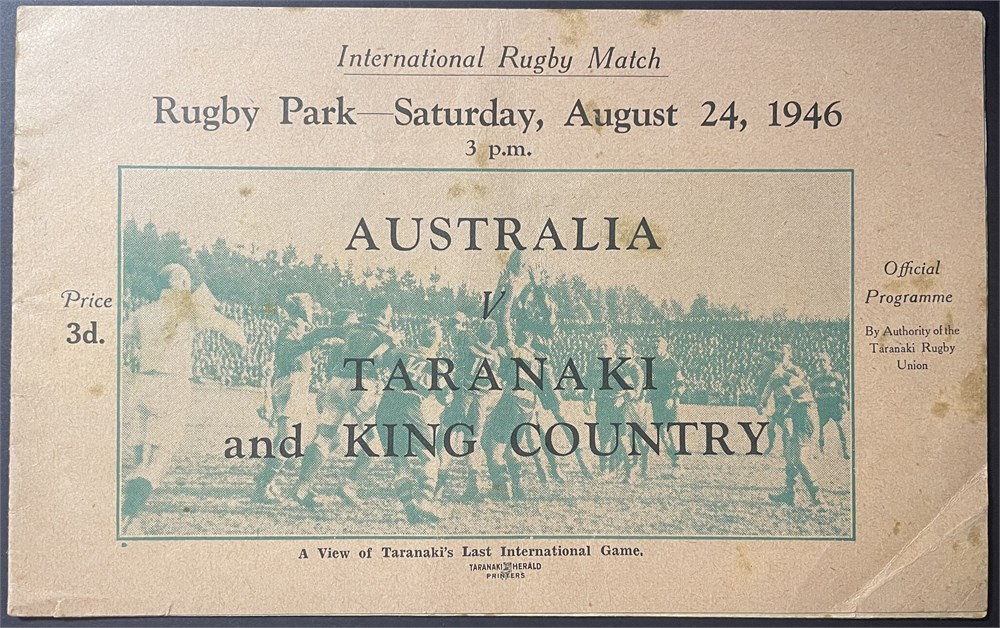 International Rugby Match
Rugby Park—Saturday, August 24, 1946
3 p.m.
AUSTRALIA
V
TARANAKI
and KING COUNTRY
Price
3d.
Official
Programme
By Authority of the
Taranaki Rugby
Union
A View of Taranaki's Last International Game.
TARANAKI HERALD
PRINTERS